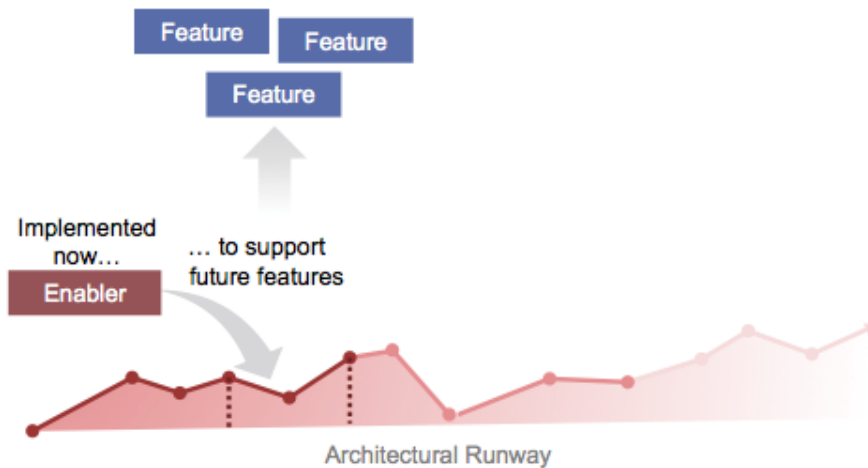 Feature
Feature
Feature
Implemented
now…
… to support
future features
Enabler
Architectural Runway